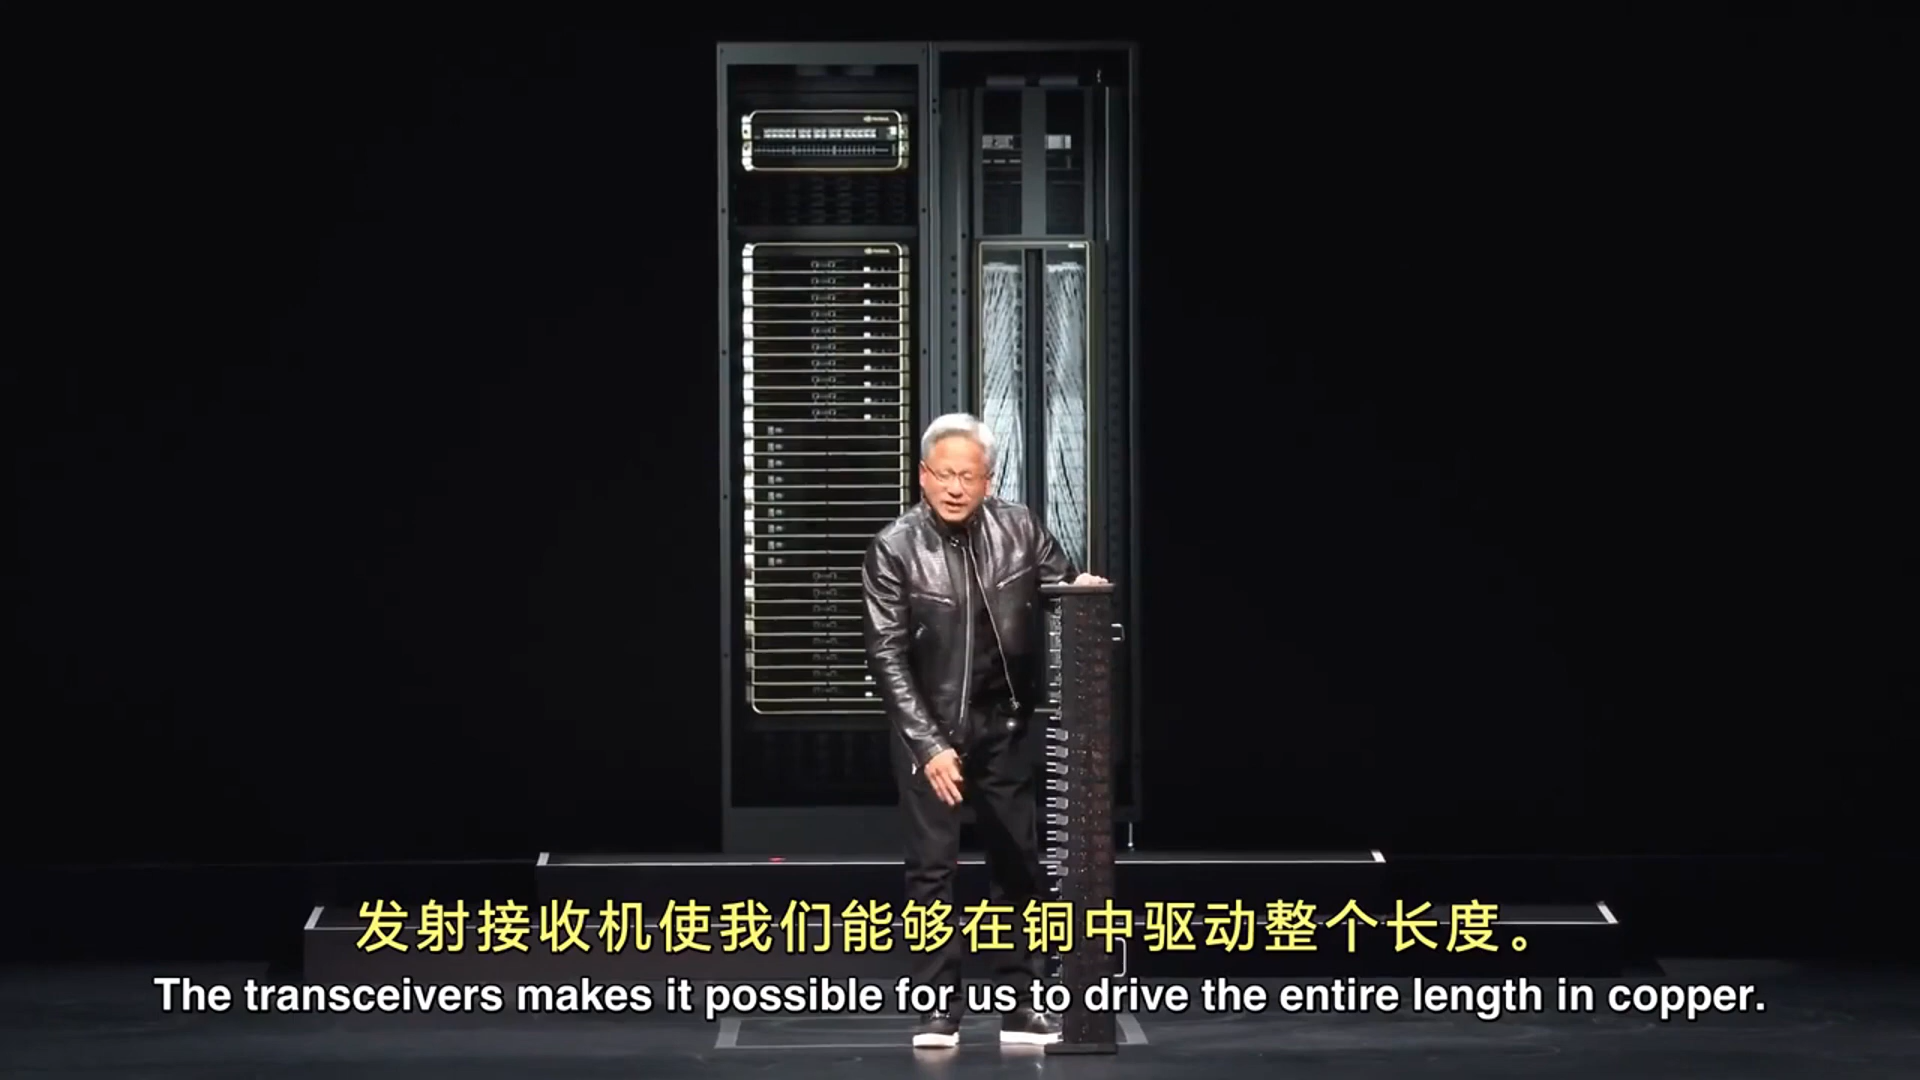 发射接收机使我们能够在铜中驱动整个长度。
The transceivers makes it possible for us to drive the entire length in copper.